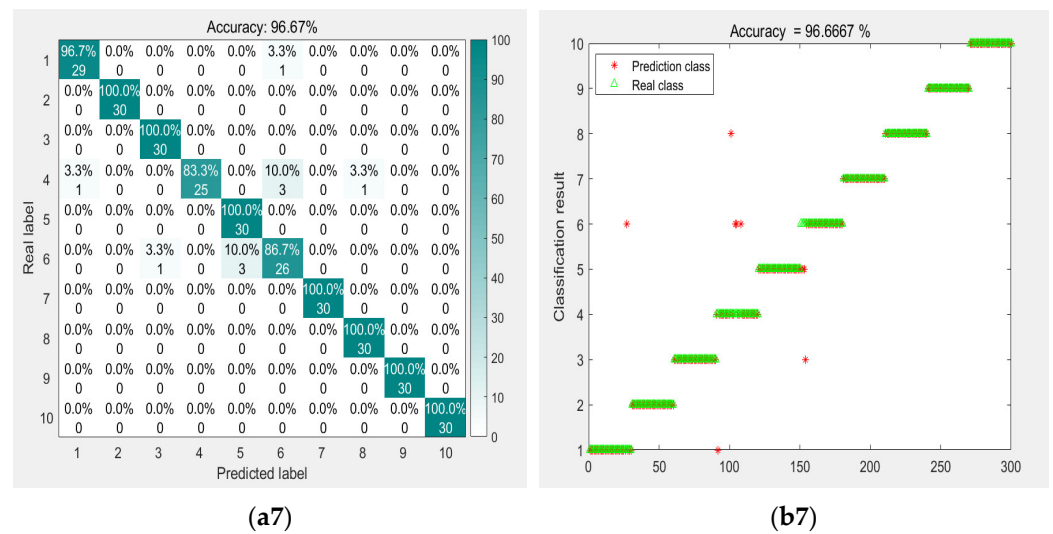 Accuracy: 96.67%
1 96.7% 0.0% 0.0% 0.0% 0.0% 3.3% 0.0% 0.0% 0.0% 0.0%
29 0 0 0 0 1 0 0 0 0
2 0.0% 100.0% 0.0% 0.0% 0.0% 0.0% 0.0% 0.0% 0.0% 0.0%
0 30 0 0 0 0 0 0 0 0
3 0.0% 0.0% 100.0% 0.0% 0.0% 0.0% 0.0% 0.0% 0.0% 0.0%
0 0 30 0 0 0 0 0 0 0
4 3.3% 0.0% 0.0% 83.3% 0.0% 10.0% 0.0% 3.3% 0.0% 0.0%
1 0 0 25 0 3 0 1 0 0
5 0.0% 0.0% 0.0% 0.0% 100.0% 0.0% 0.0% 0.0% 0.0% 0.0%
0 0 0 0 30 0 0 0 0 0
6 0.0% 0.0% 3.3% 0.0% 10.0% 86.7% 0.0% 0.0% 0.0% 0.0%
0 0 1 0 3 26 0 0 0 0
7 0.0% 0.0% 0.0% 0.0% 0.0% 0.0% 100.0% 0.0% 0.0% 0.0%
0 0 0 0 0 0 30 0 0 0
8 0.0% 0.0% 0.0% 0.0% 0.0% 0.0% 0.0% 100.0% 0.0% 0.0%
0 0 0 0 0 0 0 30 0 0
9 0.0% 0.0% 0.0% 0.0% 0.0% 0.0% 0.0% 0.0% 100.0% 0.0%
0 0 0 0 0 0 0 0 30 0
10 0.0% 0.0% 0.0% 0.0% 0.0% 0.0% 0.0% 0.0% 0.0% 100.0%
0 0 0 0 0 0 0 0 0 30
1 2 3 4 5 6 7 8 9 10
Predicted label
Real label
100
90
80
70
60
50
40
30
20
10
0
(a7)
Accuracy = 96.6667 %
Prediction class
Real class
10
9
8
7
6
5
4
3
2
1
0 50 100 150 200 250 300
Classification result
(b7)